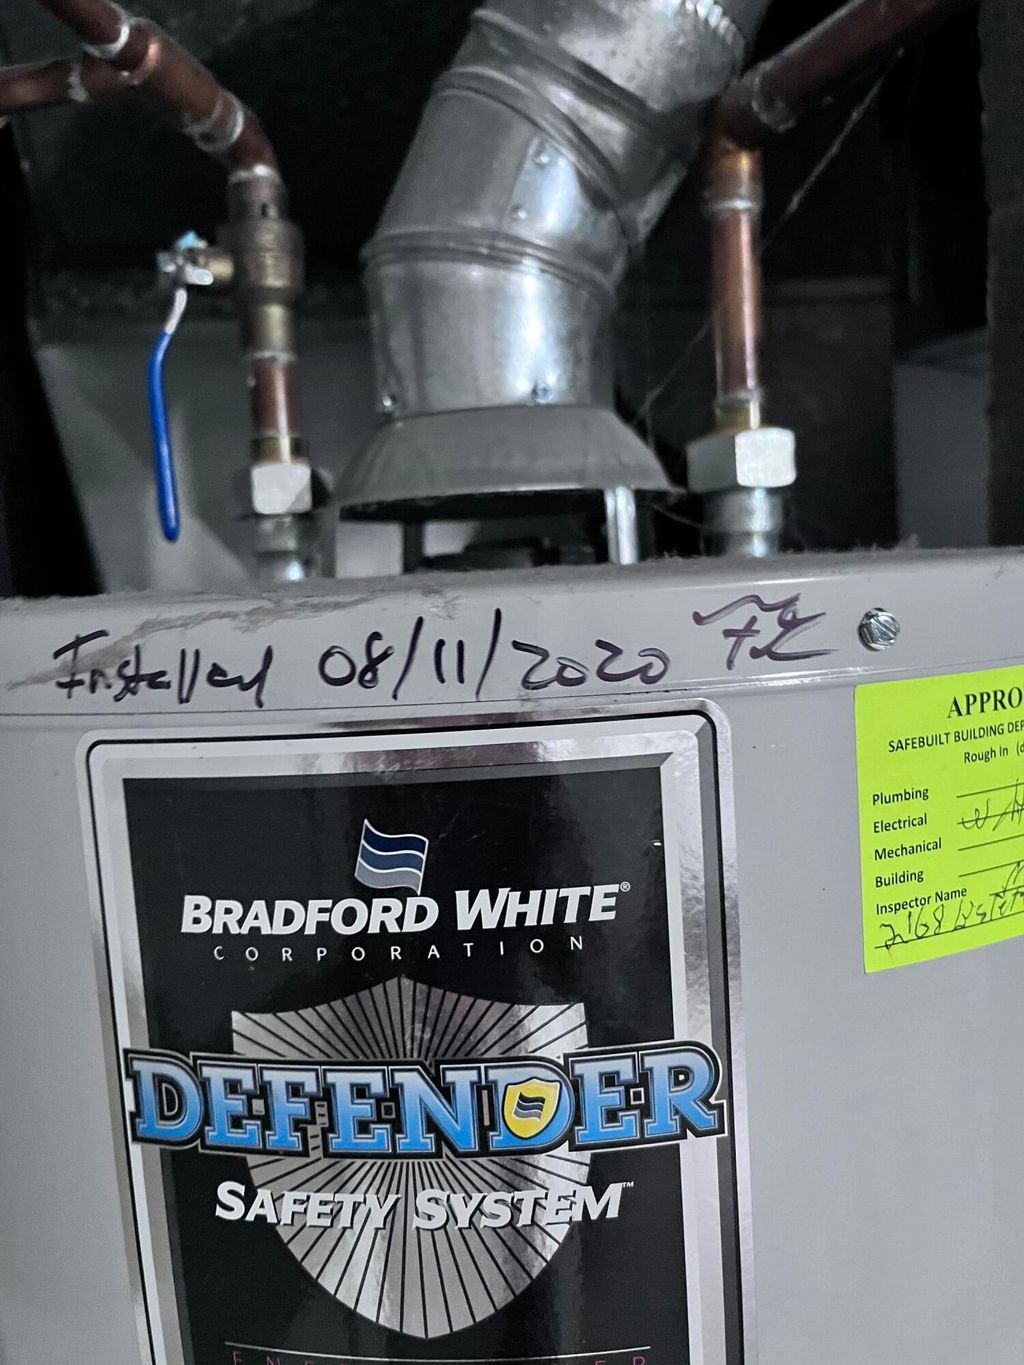 Installed 08/11/2020
APPRO
SAFEBUILT BUILDING DEP
Rough In (d
Plumbing
Electrical
Mechanical
Building
Inspector Name
BRADFORD WHITE®
CORPORATION
DEFENDER
SAFETY SYSTEM™